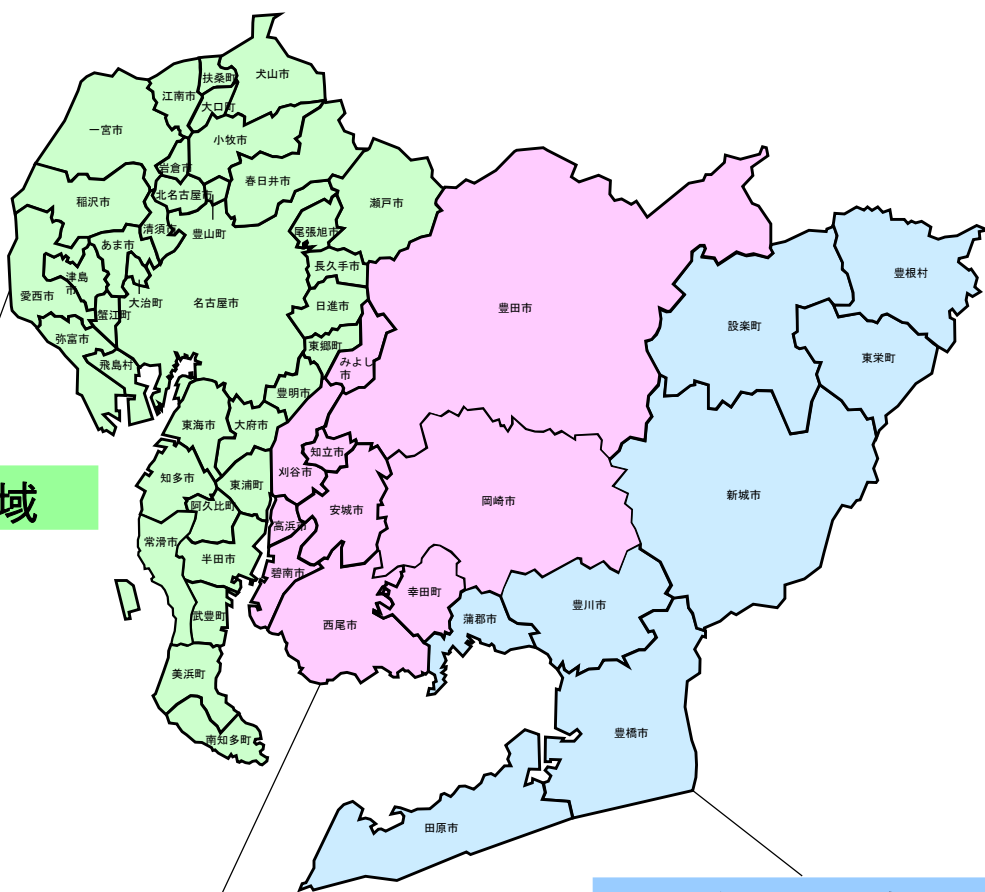 犬山市
扶桑町
江南市
大口町
一宮市
小牧市
岩倉市
春日井市
北名古屋市
稲沢市
瀬戸市
清須市
豊山町
尾張旭市
あま市
長久手市
津島
市
愛西市
大治町
名古屋市
日進市
蟹江町
弥富市
東郷町
飛島村
みよし
市
豊明市
豊田市
設楽町
豊根村
東栄町
東海市
大府市
知立市
刈谷市
知多市
東浦町
阿久比町
安城市
岡崎市
新城市
域
高浜市
常滑市
半田市
碧南市
幸田町
豊川市
武豊町
西尾市
蒲郡市
美浜町
南知多町
豊橋市
田原市